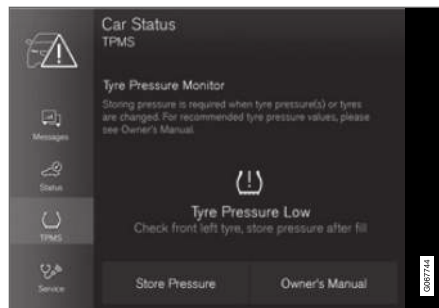 Car Status
TPMS
Tyre Pressure Monitor
Storing pressure is required when tyre pressure(s) or tyres
are changed. For recommended tyre pressure values, please
see Owner's Manual.
Messages
Status
TPMS
Service
Tyre Pressure Low
Check front left tyre, store pressure after fill
Store Pressure
Owner's Manual
G067744